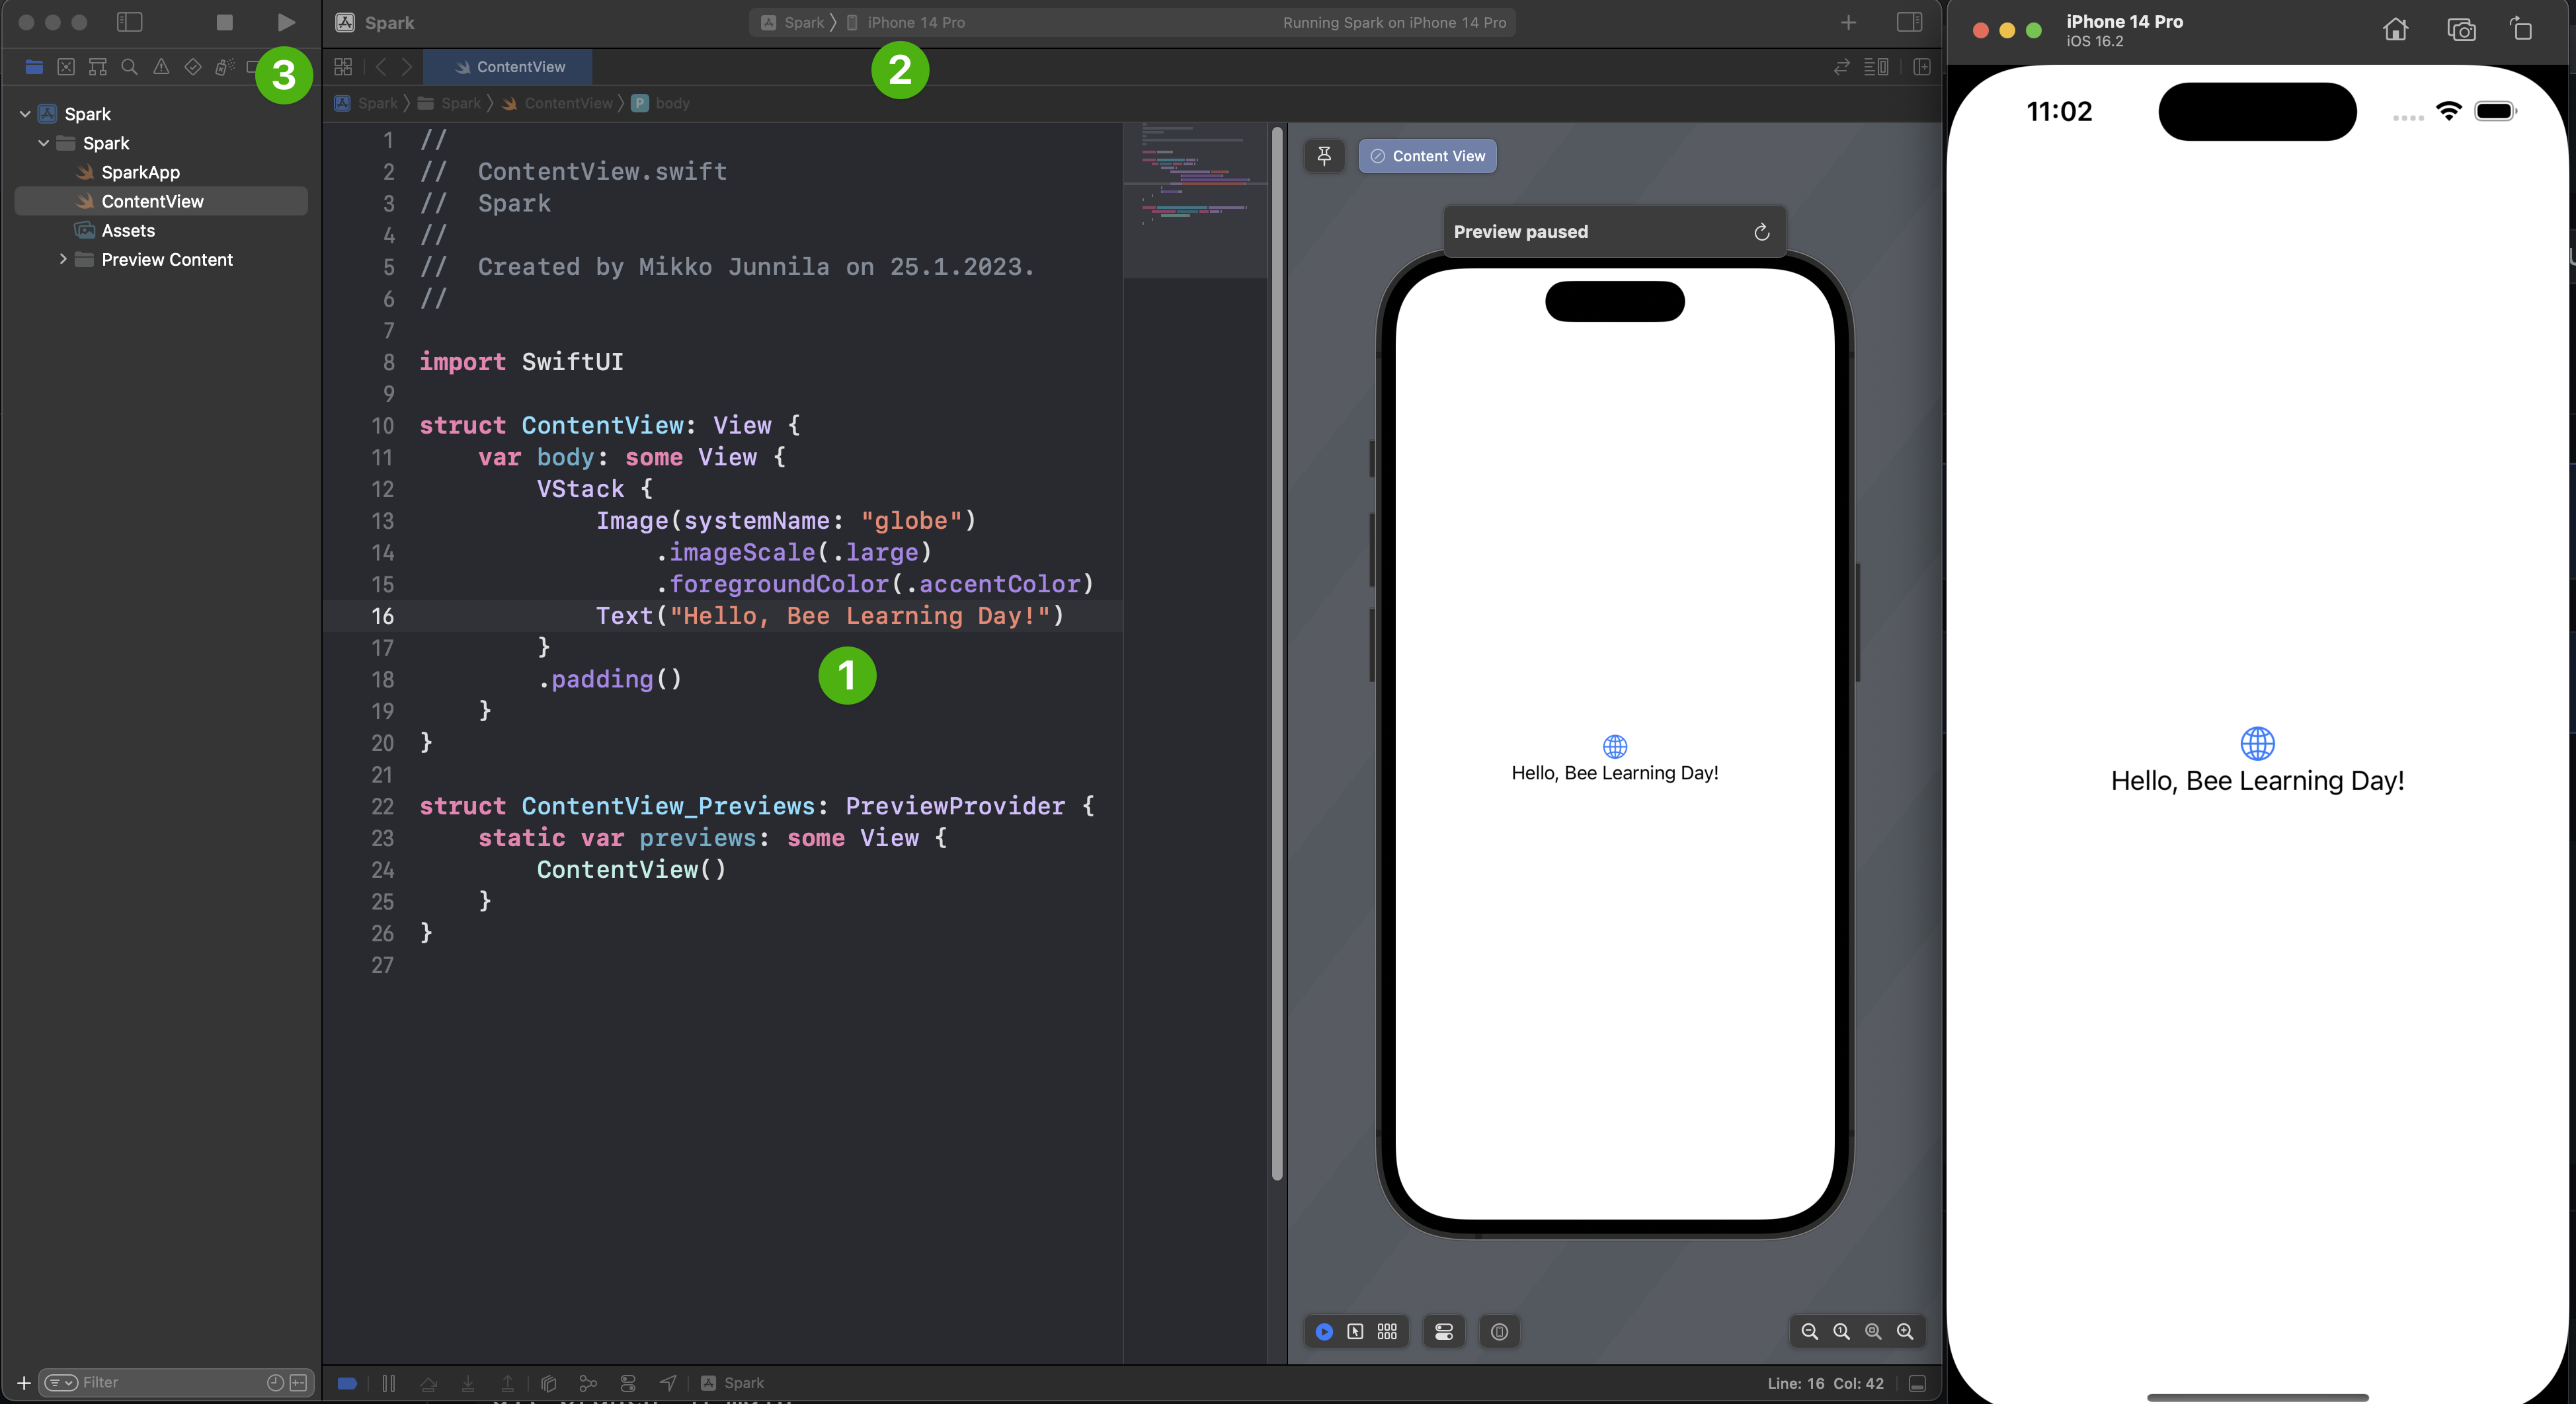 Spark
Spark 〉 iPhone 14 Pro
Running Spark on iPhone 14 Pro
3
ContentView
2
Spark 〉 Spark 〉 ContentView 〉 P body
Spark
Spark
SparkApp
ContentView
Assets
Preview Content
1 //
2 //  ContentView.swift
3 //  Spark
4 //
5 //  Created by Mikko Junnila on 25.1.2023.
6 //
7
8 import SwiftUI
9
10 struct ContentView: View {
11     var body: some View {
12         VStack {
13             Image(systemName: "globe")
14                 .imageScale(.large)
15                 .foregroundColor(.accentColor)
16             Text("Hello, Bee Learning Day!")
17         }
18         .padding()
1
19     }
20 }
21
22 struct ContentView_Previews: PreviewProvider {
23     static var previews: some View {
24         ContentView()
25     }
26 }
27
Content View
Preview paused
Hello, Bee Learning Day!
Filter
Spark
Line: 16 Col: 42
iPhone 14 Pro
iOS 16.2
11:02
Hello, Bee Learning Day!